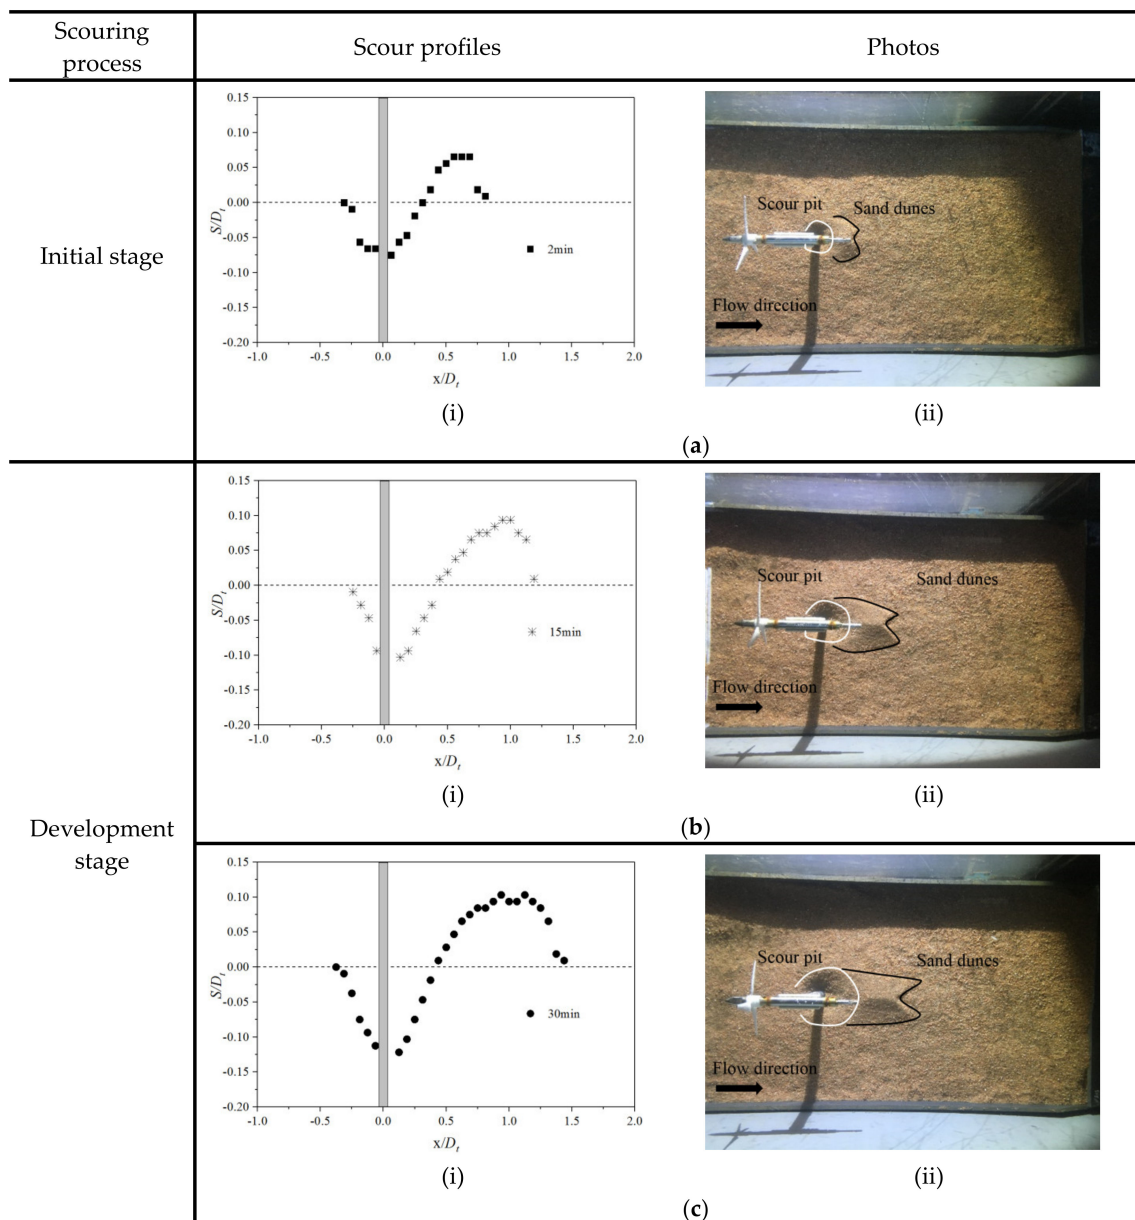 Scouring
process
Scour profiles
Photos
Initial stage
0.15
0.10
0.05
0.00
-0.05
-0.10
-0.15
-0.20
S/Dt
2min
-1.0 -0.5 0.0 0.5 1.0 1.5 2.0
x/Dt
(i)
Scour pit
Sand dunes
Flow direction
(ii)
(a)
Development
stage
0.15
0.10
0.05
0.00
-0.05
-0.10
-0.15
-0.20
S/Dt
15min
-1.0 -0.5 0.0 0.5 1.0 1.5 2.0
x/Dt
(i)
Scour pit
Sand dunes
Flow direction
(ii)
(b)
0.15
0.10
0.05
0.00
-0.05
-0.10
-0.15
-0.20
S/Dt
30min
-1.0 -0.5 0.0 0.5 1.0 1.5 2.0
x/Dt
(i)
Scour pit
Sand dunes
Flow direction
(ii)
(c)